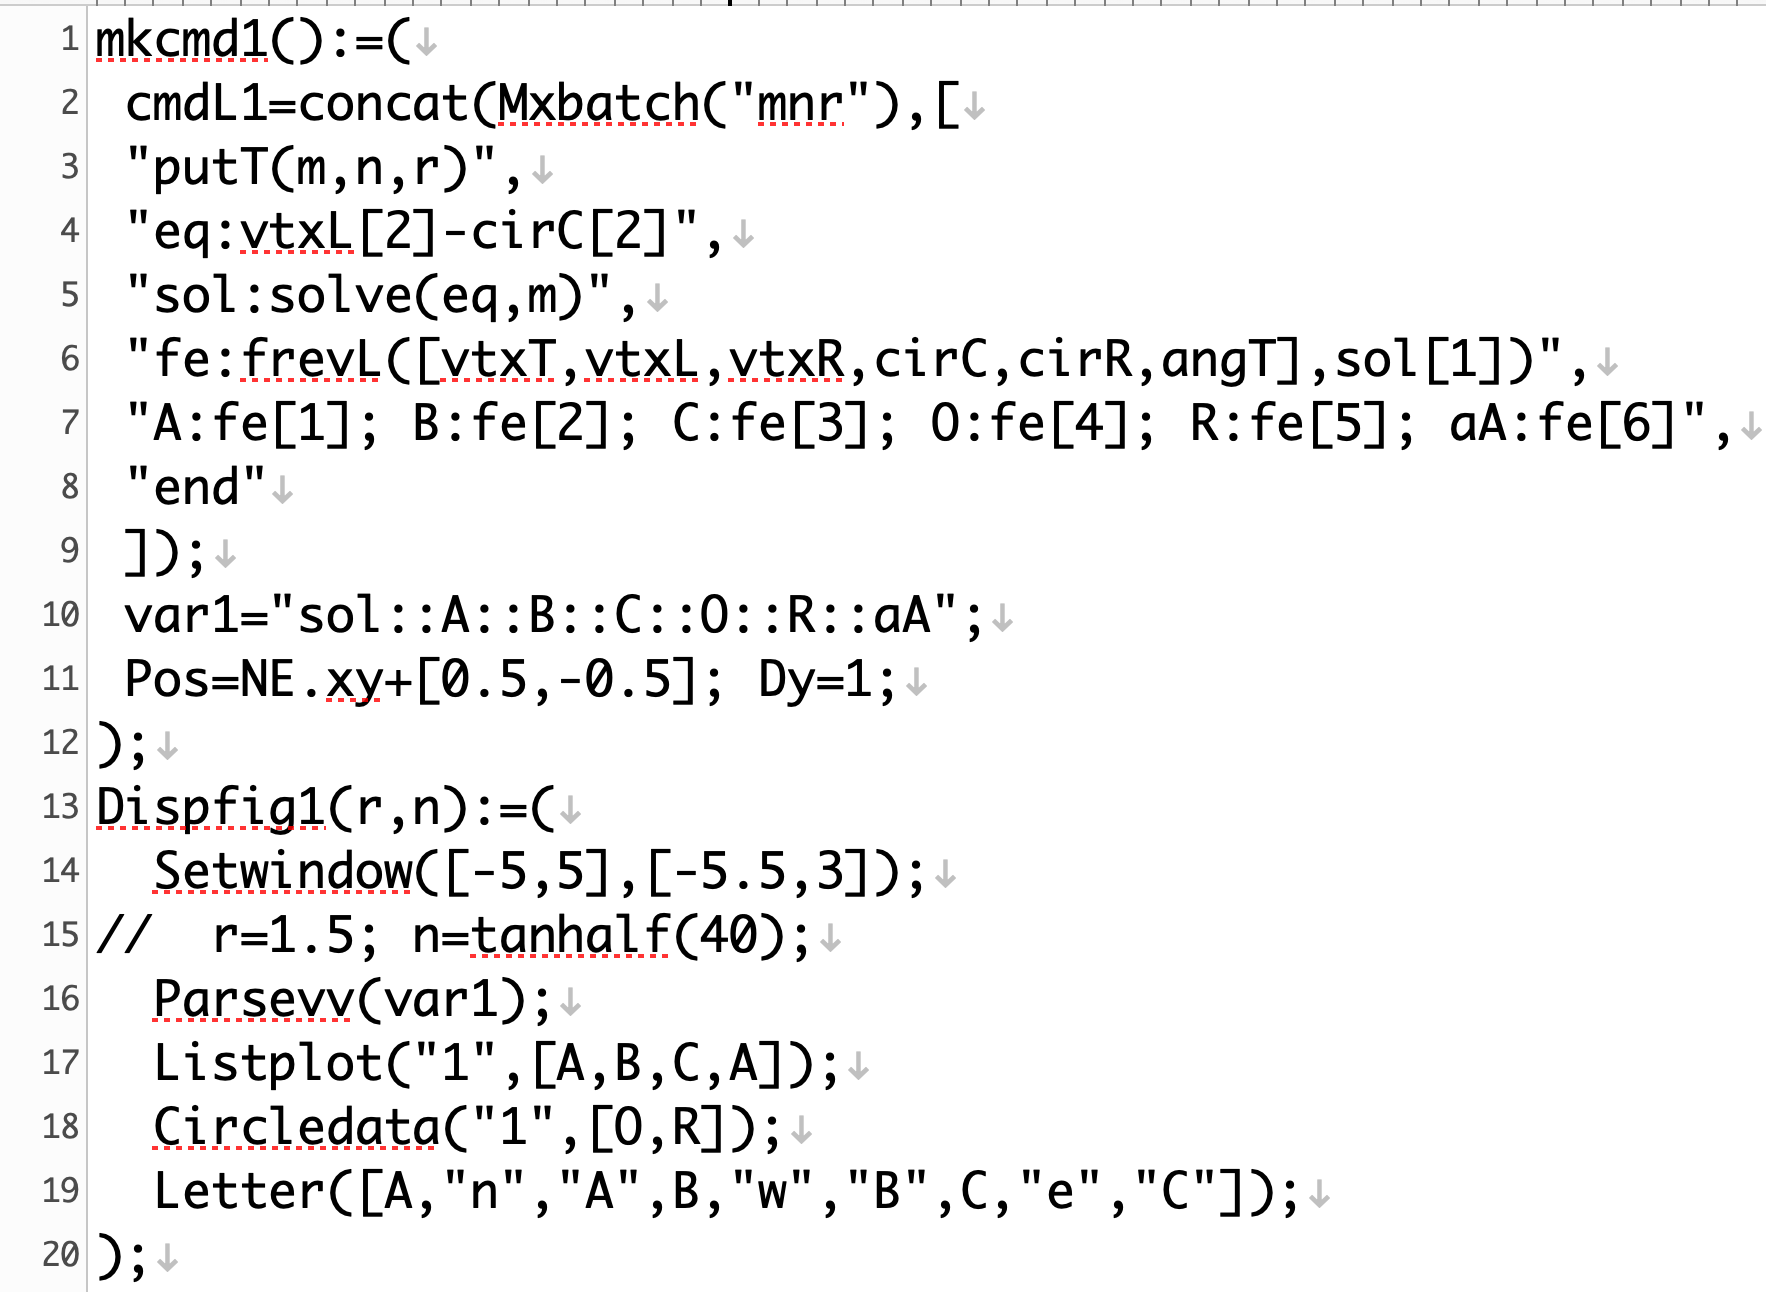 1 mkcmd1():=(↓
2  cmdL1=concat(Mxbatch("mnr"),[↓
3  "putT(m,n,r)",↓
4  "eq:vtxL[2]-cirC[2]",↓
5  "sol:solve(eq,m)",↓
6  "fe:frevL([vtxT,vtxL,vtxR,cirC,cirR,angT],sol[1])",↓
7  "A:fe[1]; B:fe[2]; C:fe[3]; O:fe[4]; R:fe[5]; aA:fe[6]",↓
8  "end"↓
9  ]);↓
10  var1="sol::A::B::C::O::R::aA";↓
11  Pos=NE.xy+[0.5,-0.5]; Dy=1;↓
12 );↓
13 Dispfig1(r,n):=(↓
14   Setwindow([-5,5],[-5.5,3]);↓
15 //  r=1.5; n=tanhalf(40);↓
16   Parsevv(var1);↓
17   Listplot("1",[A,B,C,A]);↓
18   Circledata("1",[O,R]);↓
19   Letter([A,"n","A",B,"w","B",C,"e","C"]);↓
20 );↓